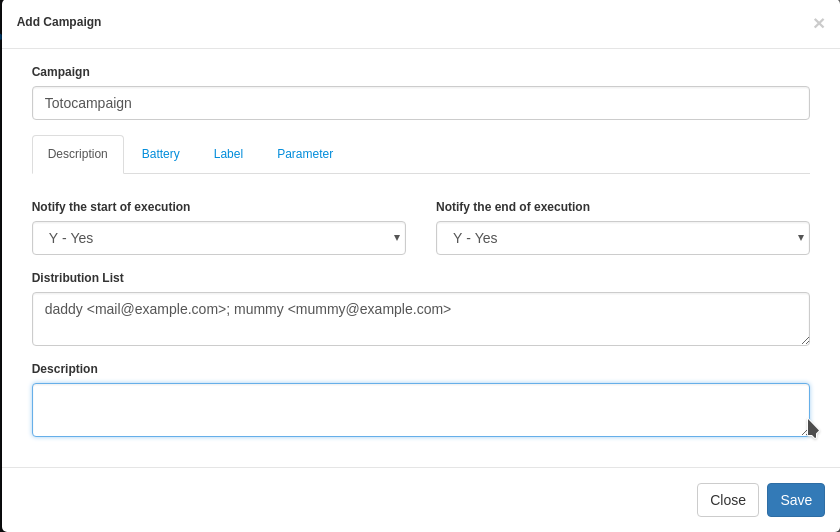 Add Campaign ×
Campaign
Totocampaign
Description Battery Label Parameter
Notify the start of execution Notify the end of execution
Y - Yes Y - Yes
Distribution List
daddy <mail@example.com>; mummy <mummy@example.com>
Description
Close Save